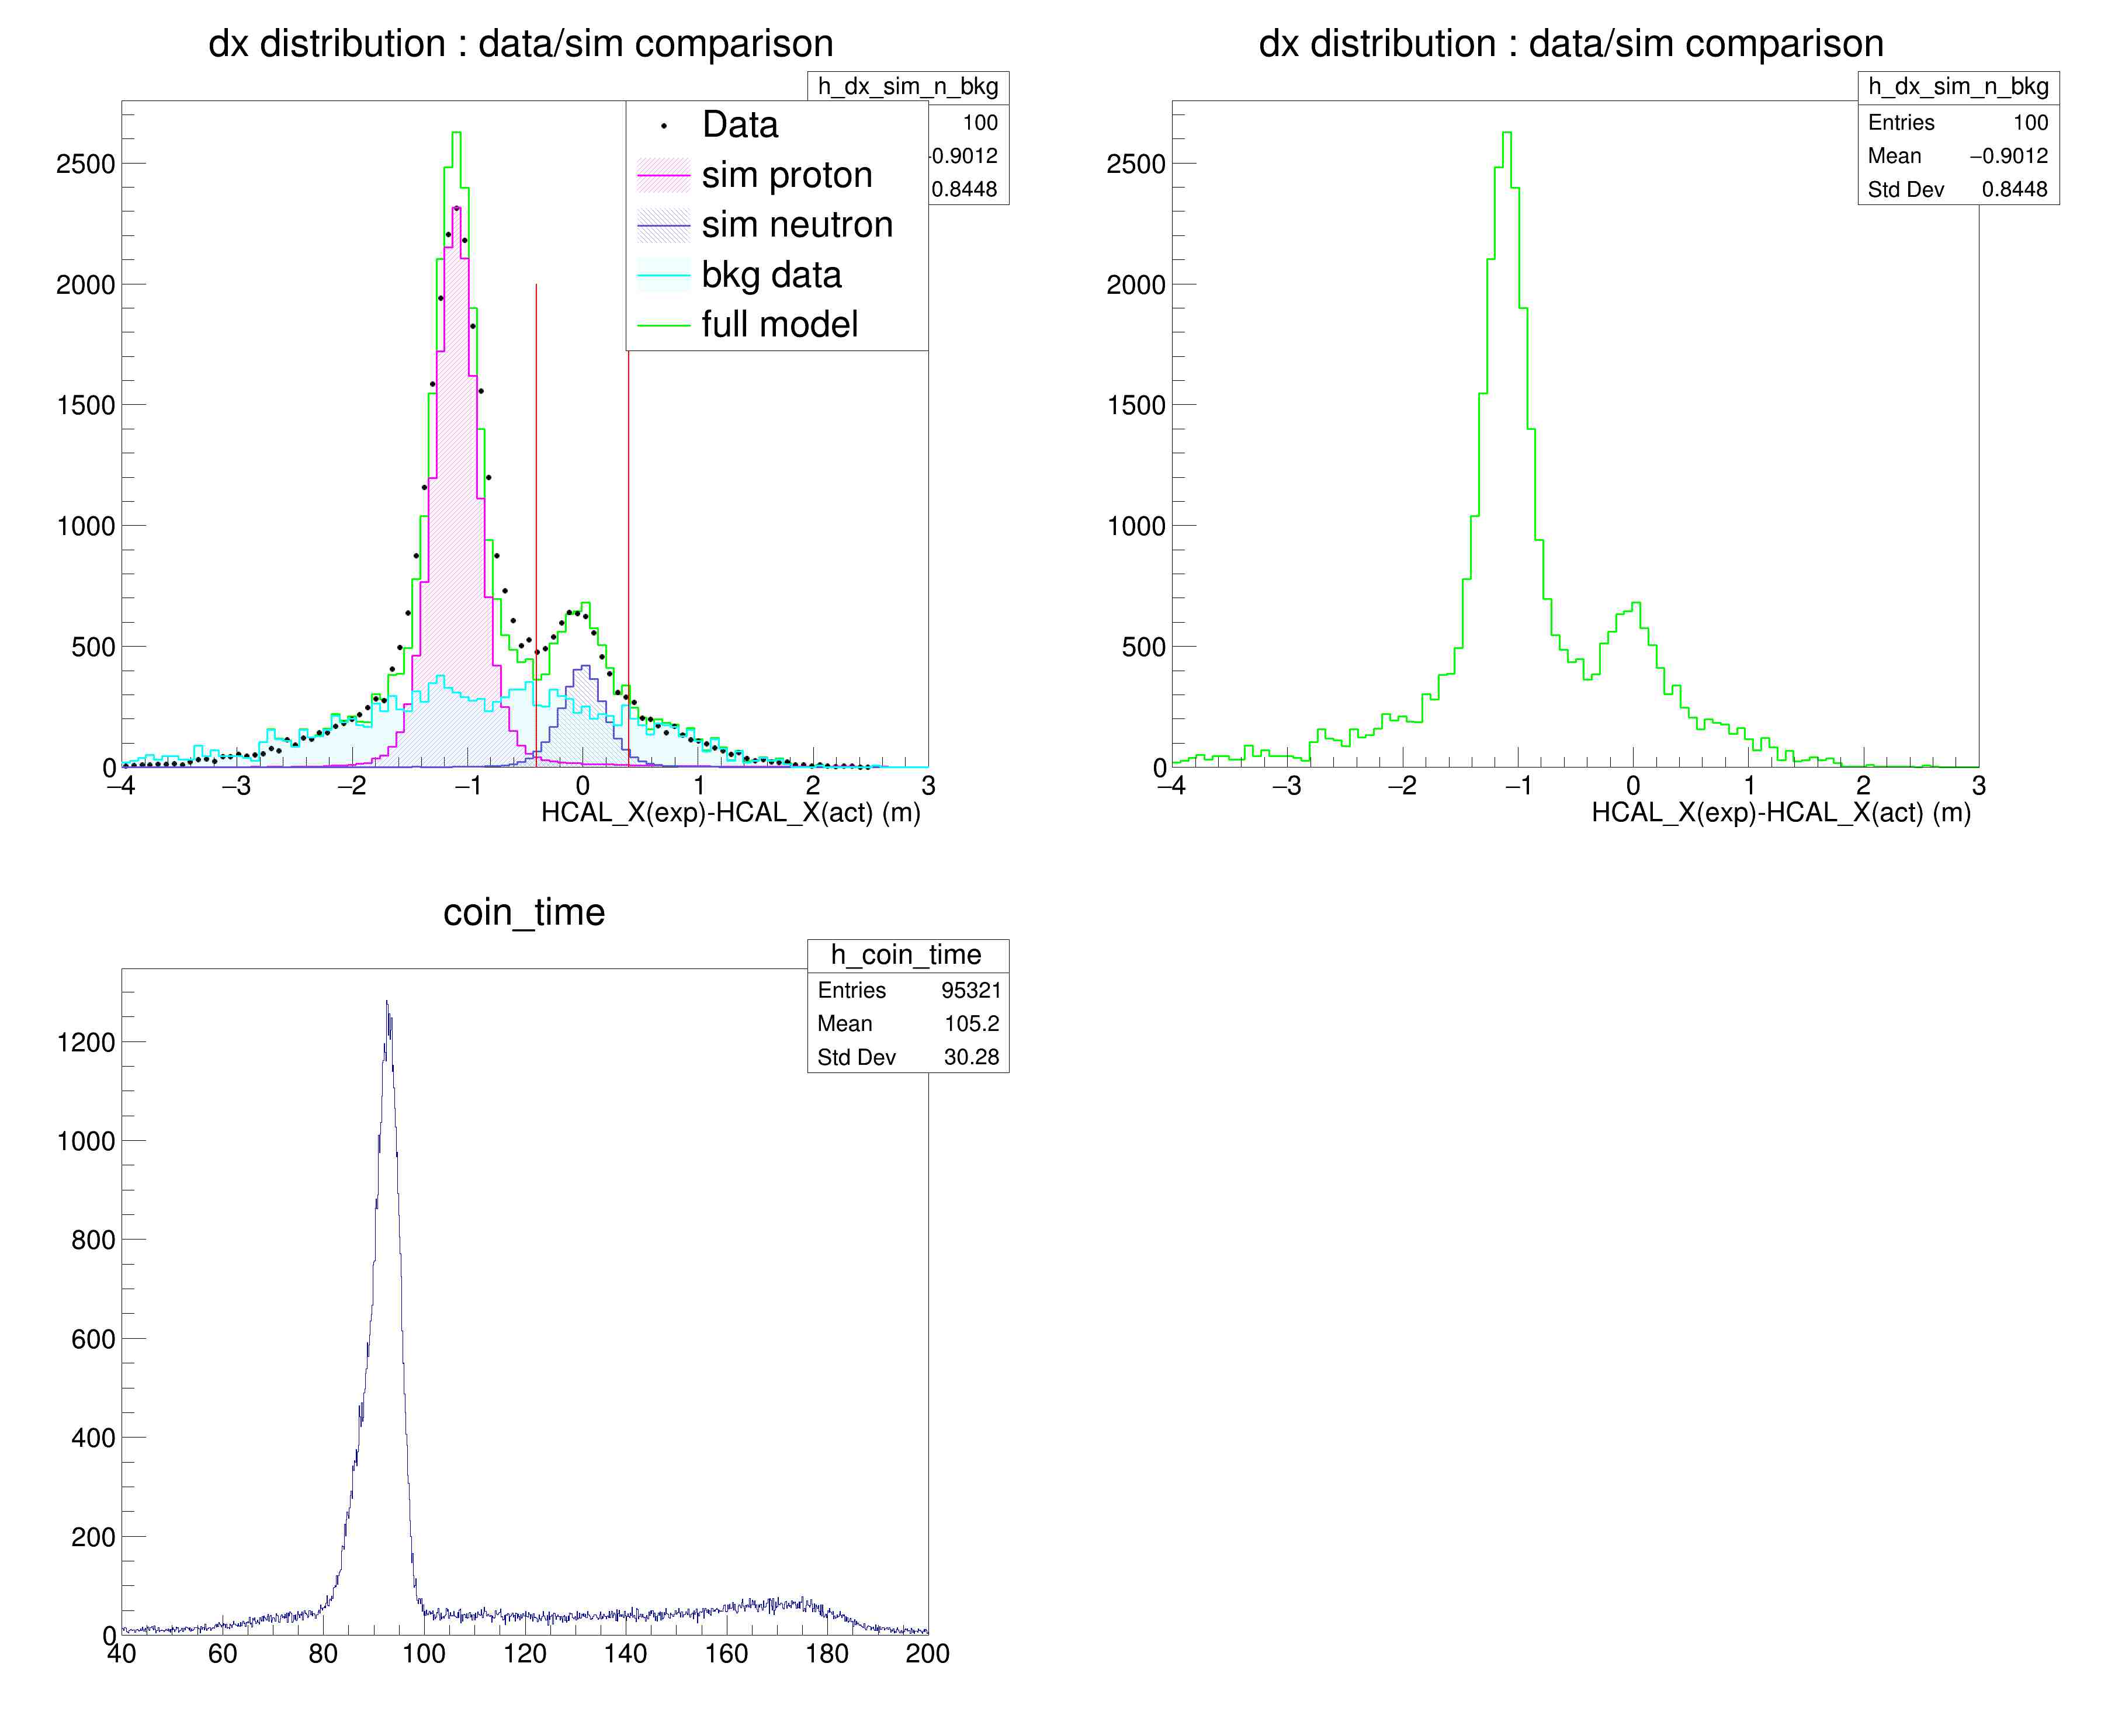 dx distribution : data/sim comparison
h_dx_sim_n_bkg
100
-0.9012
0.8448
Data
sim proton
sim neutron
bkg data
full model
2500
2000
1500
1000
500
0
−4 −3 −2 −1 0 1 2 3
HCAL_X(exp)-HCAL_X(act) (m)
dx distribution : data/sim comparison
h_dx_sim_n_bkg
Entries 100
Mean −0.9012
Std Dev 0.8448
2500
2000
1500
1000
500
0
−4 −3 −2 −1 0 1 2 3
HCAL_X(exp)-HCAL_X(act) (m)
coin_time
h_coin_time
Entries 95321
Mean 105.2
Std Dev 30.28
1200
1000
800
600
400
200
0
40 60 80 100 120 140 160 180 200